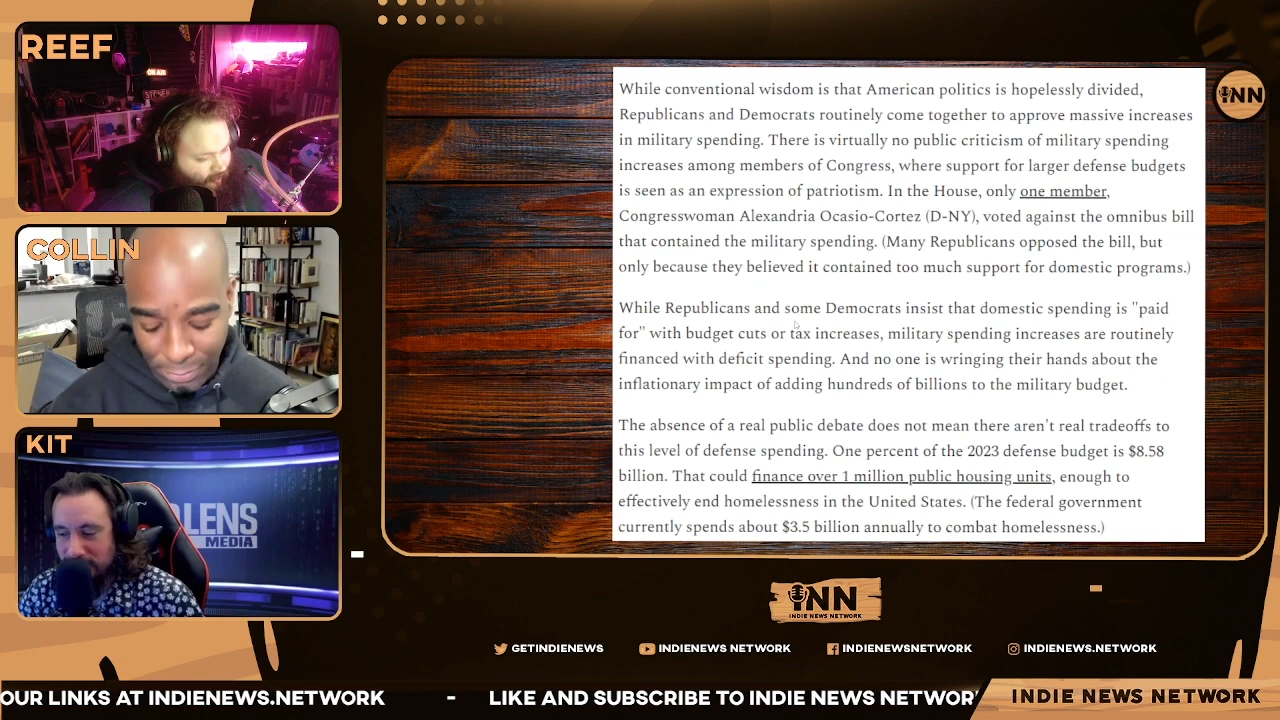 REEF
ON AIR
COLLIN
KIT
LENS
MEDIA
While conventional wisdom is that American politics is hopelessly divided,
Republicans and Democrats routinely come together to approve massive increases
in military spending. There is virtually no public criticism of military spending
increases among members of Congress, where support for larger defense budgets
is seen as an expression of patriotism. In the House, only one member,
Congresswoman Alexandria Ocasio-Cortez (D-NY), voted against the omnibus bill
that contained the military spending. (Many Republicans opposed the bill, but
only because they believed it contained too much support for domestic programs.)
While Republicans and some Democrats insist that domestic spending is "paid
for" with budget cuts or tax increases, military spending increases are routinely
financed with deficit spending. And no one is wringing their hands about the
inflationary impact of adding hundreds of billions to the military budget.
The absence of a real public debate does not mean there aren't real tradeoffs to
this level of defense spending. One percent of the 2023 defense budget is $8.58
billion. That could finance over 1 million public housing units, enough to
effectively end homelessness in the United States. (The federal government
currently spends about $3.5 billion annually to combat homelessness.)
INN
INN
INDIE NEWS NETWORK
GETINDIENEWS
INDIENEWS NETWORK
INDIENEWSNETWORK
INDIENEWS.NETWORK
OUR LINKS AT INDIENEWS.NETWORK - LIKE AND SUBSCRIBE TO INDIE NEWS NETWOR
INDIE NEWS NETWORK